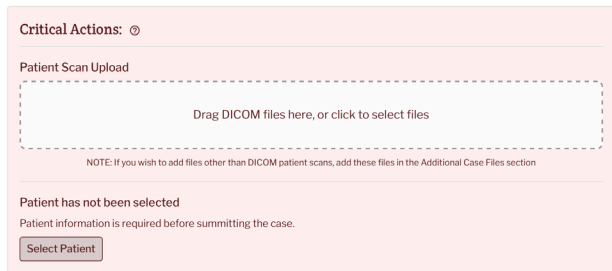 Critical Actions:
Patient Scan Upload
Drag DICOM files here, or click to select files
NOTE: If you wish to add files other than DICOM patient scans, add these files in the Additional Case Files section
Patient has not been selected
Patient information is required before summitting the case.
Select Patient